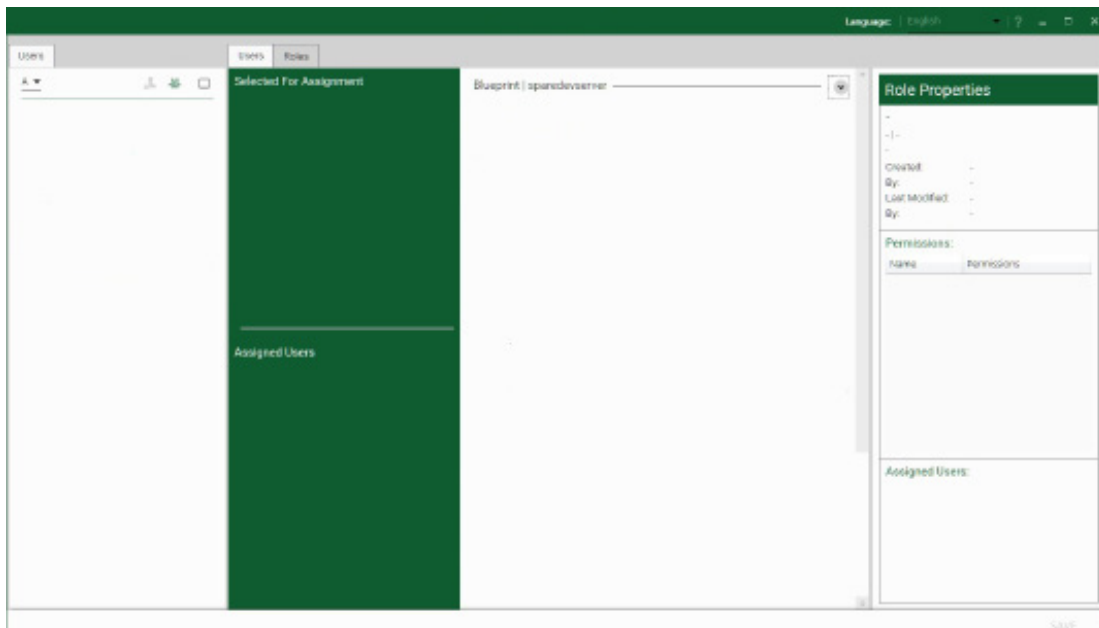 Language: | English ?
Users
Users Roles
A
Selected For Assignment
Assigned Users
Blueprint | sparedevserver
Role Properties
-
- | -
-
Created: -
By: -
Last Modified: -
By: -
Permissions:
Name Permissions
Assigned Users:
SAVE